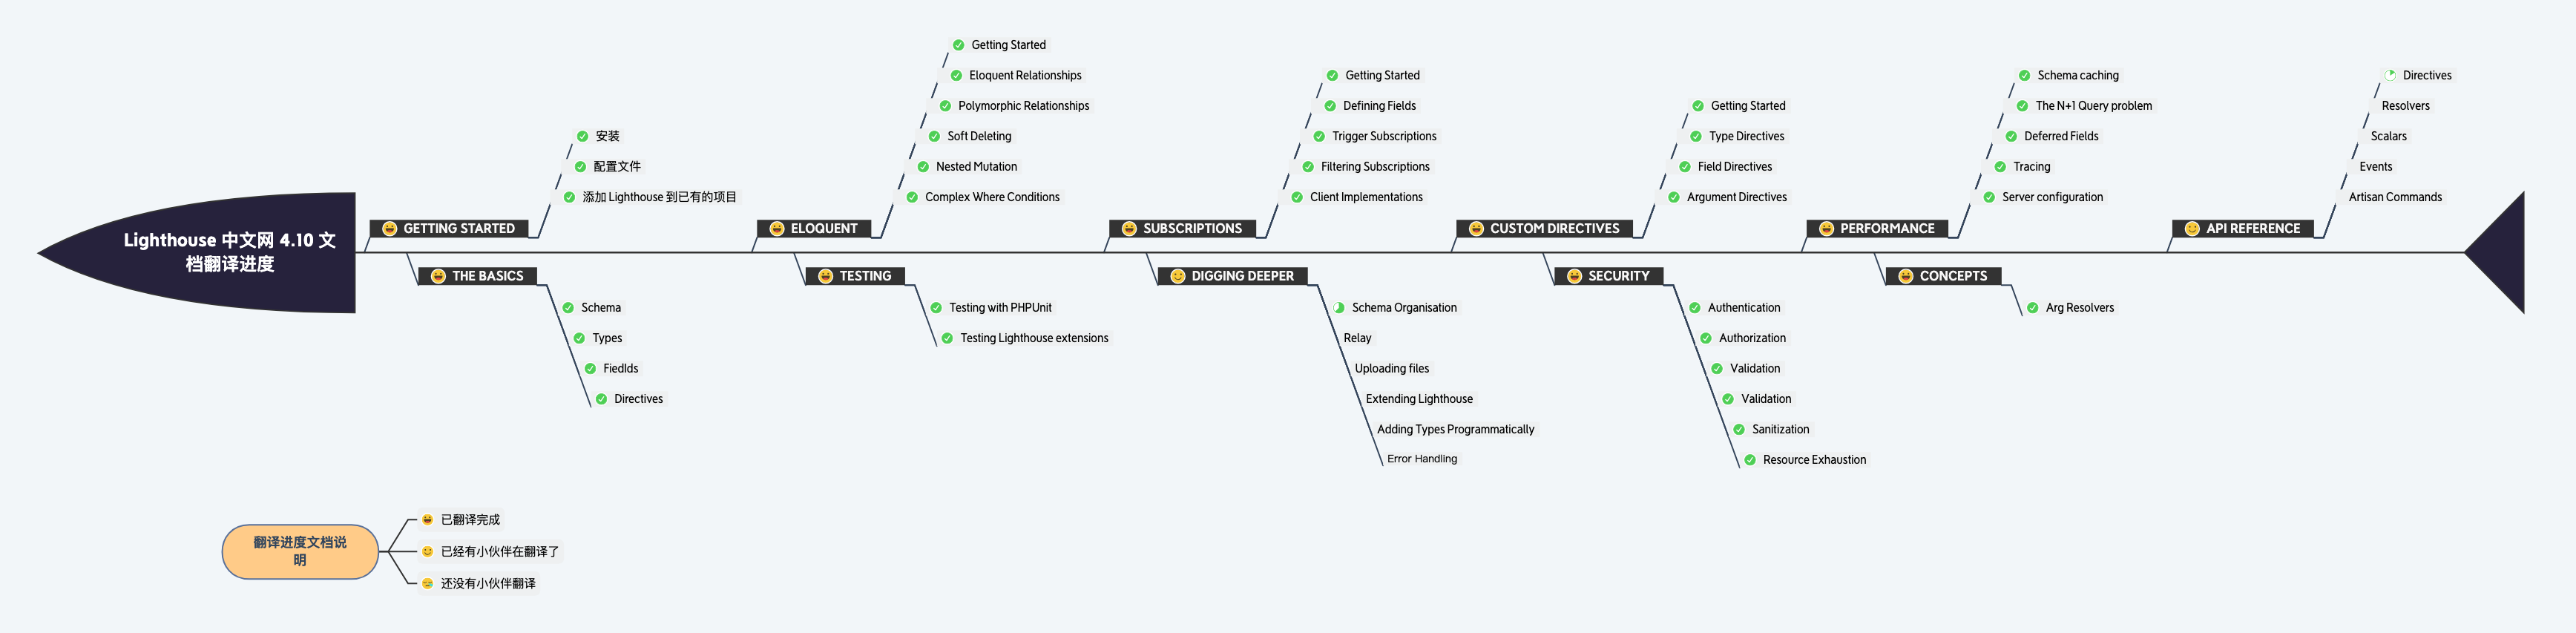 Lighthouse 中文网 4.10 文
档翻译进度
GETTING STARTED
安装
配置文件
添加 Lighthouse 到已有的项目
THE BASICS
Schema
Types
Fiedlds
Directives
ELOQUENT
Getting Started
Eloquent Relationships
Polymorphic Relationships
Soft Deleting
Nested Mutation
Complex Where Conditions
TESTING
Testing with PHPUnit
Testing Lighthouse extensions
SUBSCRIPTIONS
Getting Started
Defining Fields
Trigger Subscriptions
Filtering Subscriptions
Client Implementations
DIGGING DEEPER
Schema Organisation
Relay
Uploading files
Extending Lighthouse
Adding Types Programmatically
Error Handling
CUSTOM DIRECTIVES
Getting Started
Type Directives
Field Directives
Argument Directives
SECURITY
Authentication
Authorization
Validation
Validation
Sanitization
Resource Exhaustion
PERFORMANCE
Schema caching
The N+1 Query problem
Deferred Fields
Tracing
Server configuration
CONCEPTS
Arg Resolvers
API REFERENCE
Directives
Resolvers
Scalars
Events
Artisan Commands
翻译进度文档说
明
已翻译完成
已经有小伙伴在翻译了
还没有小伙伴翻译